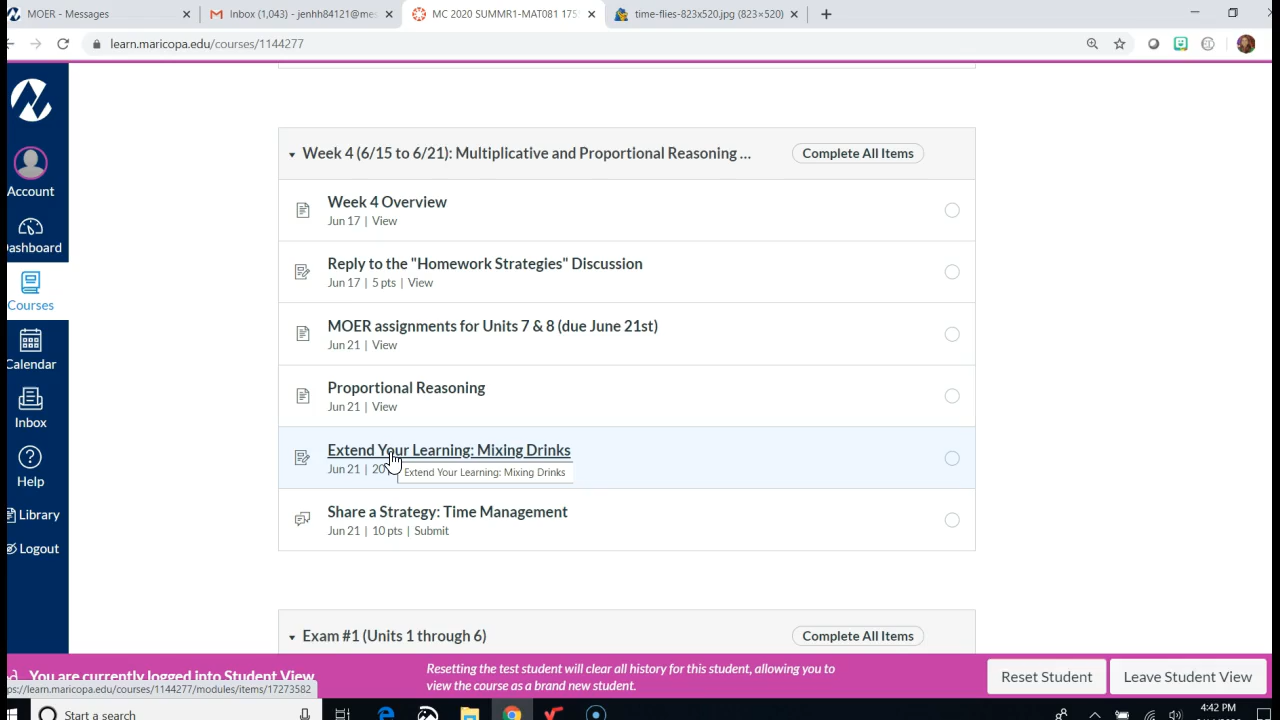 MOER - Messages
Inbox (1,043) - jenhh84121@me
MC 2020 SUMMR1-MAT081 175
time-flies-823x520.jpg (823×520)
learn.maricopa.edu/courses/1144277
Account
Dashboard
Courses
Calendar
Inbox
Help
Library
Logout
Week 4 (6/15 to 6/21): Multiplicative and Proportional Reasoning ...
Complete All Items
Week 4 Overview
Jun 17 | View
Reply to the "Homework Strategies" Discussion
Jun 17 | 5 pts | View
MOER assignments for Units 7 & 8 (due June 21st)
Jun 21 | View
Proportional Reasoning
Jun 21 | View
Extend Your Learning: Mixing Drinks
Jun 21 | 20
Extend Your Learning: Mixing Drinks
Share a Strategy: Time Management
Jun 21 | 10 pts | Submit
Exam #1 (Units 1 through 6)
Complete All Items
You are currently logged into Student View
Resetting the test student will clear all history for this student, allowing you to
view the course as a brand new student.
Reset Student
Leave Student View
ps://learn.maricopa.edu/courses/1144277/modules/items/17273582
Start a search
4:42 PM